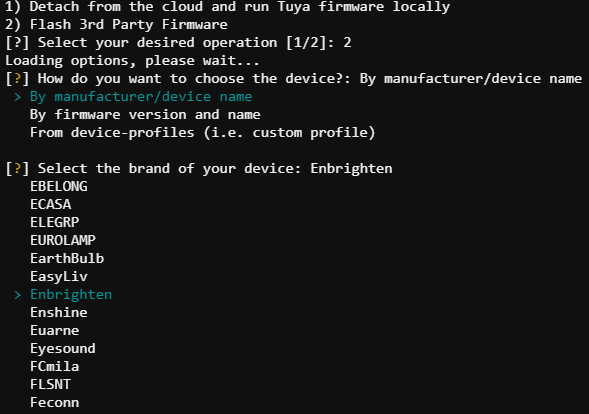 1) Detach from the cloud and run Tuya firmware locally
2) Flash 3rd Party Firmware
[?] Select your desired operation [1/2]: 2
Loading options, please wait...
[?] How do you want to choose the device?: By manufacturer/device name
> By manufacturer/device name
By firmware version and name
From device-profiles (i.e. custom profile)
[?] Select the brand of your device: Enbrighten
EBELONG
ECASA
ELEGRP
EUROLAMP
EarthBulb
EasyLiv
> Enbrighten
Enshine
Euarne
Eyesound
FCmila
FLSNT
Feconn